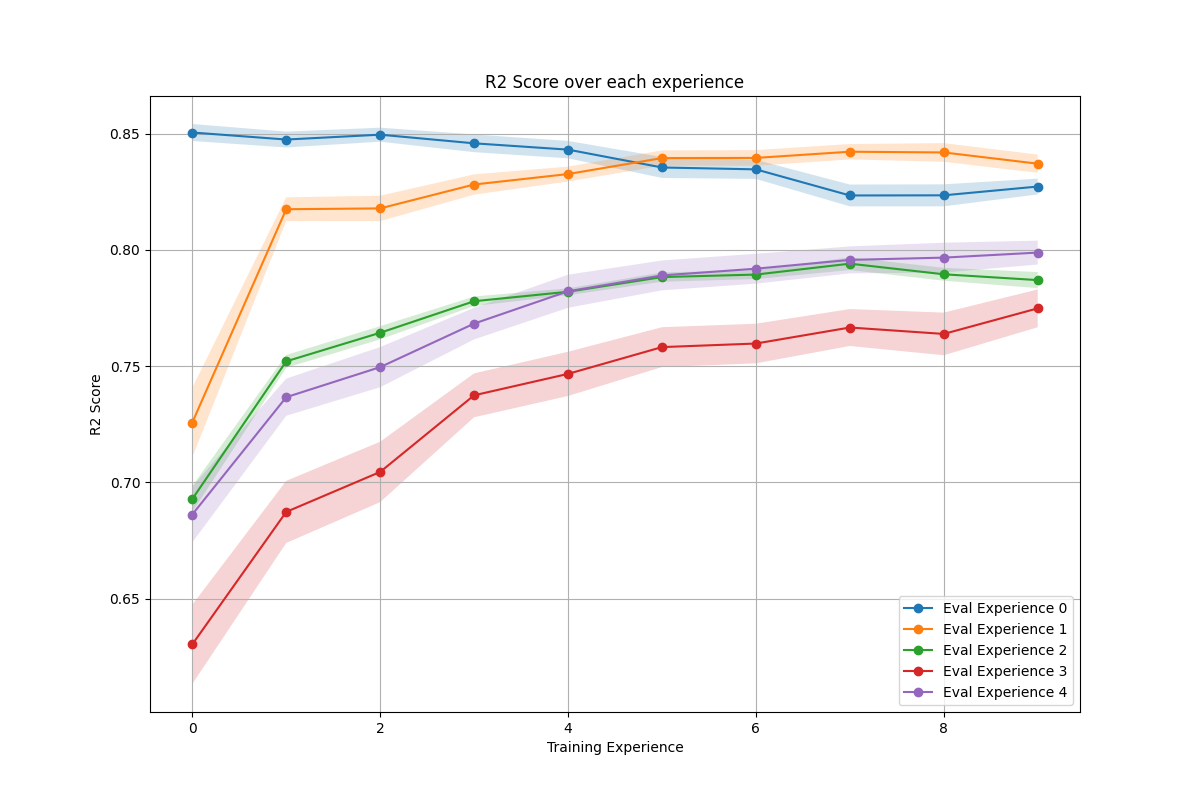 R2 Score over each experience
0.85
0.80
0.75
0.70
0.65
R2 Score
0
2
4
6
8
Training Experience
Eval Experience 0
Eval Experience 1
Eval Experience 2
Eval Experience 3
Eval Experience 4